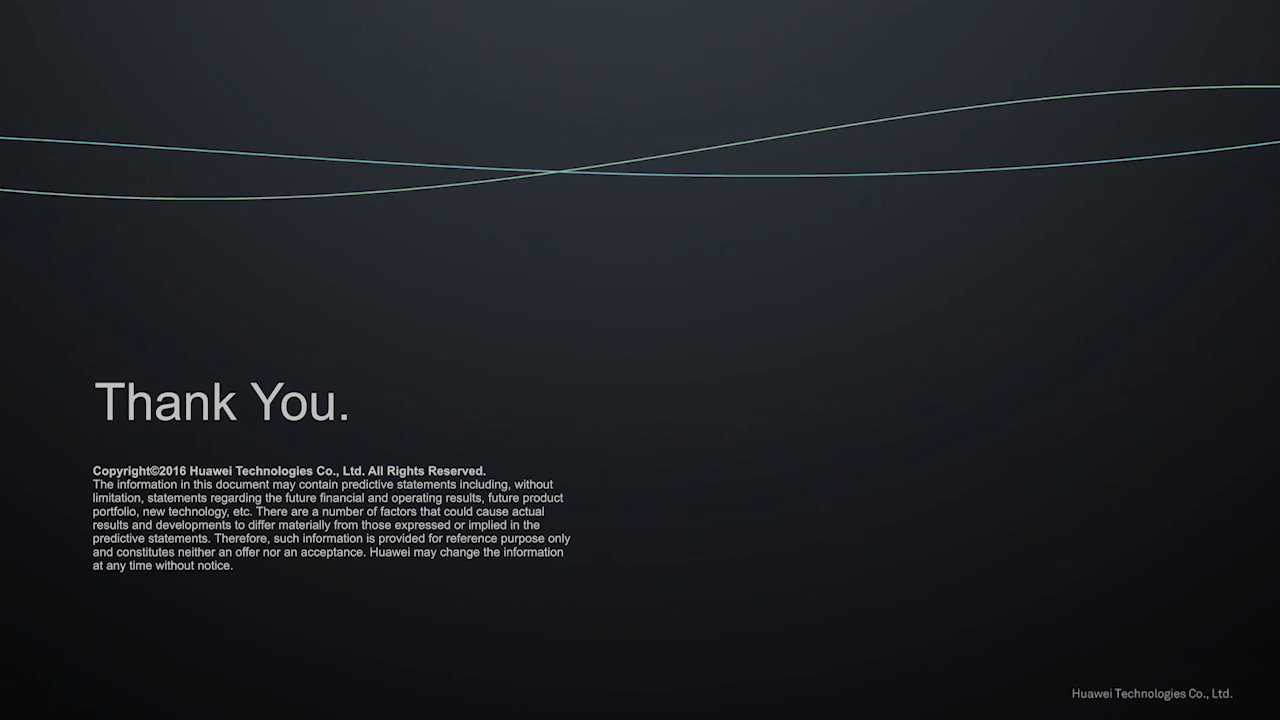 Thank You.
Copyright©2016 Huawei Technologies Co., Ltd. All Rights Reserved.
The information in this document may contain predictive statements including, without
limitation, statements regarding the future financial and operating results, future product
portfolio, new technology, etc. There are a number of factors that could cause actual
results and developments to differ materially from those expressed or implied in the
predictive statements. Therefore, such information is provided for reference purpose only
and constitutes neither an offer nor an acceptance. Huawei may change the information
at any time without notice.
Huawei Technologies Co., Ltd.